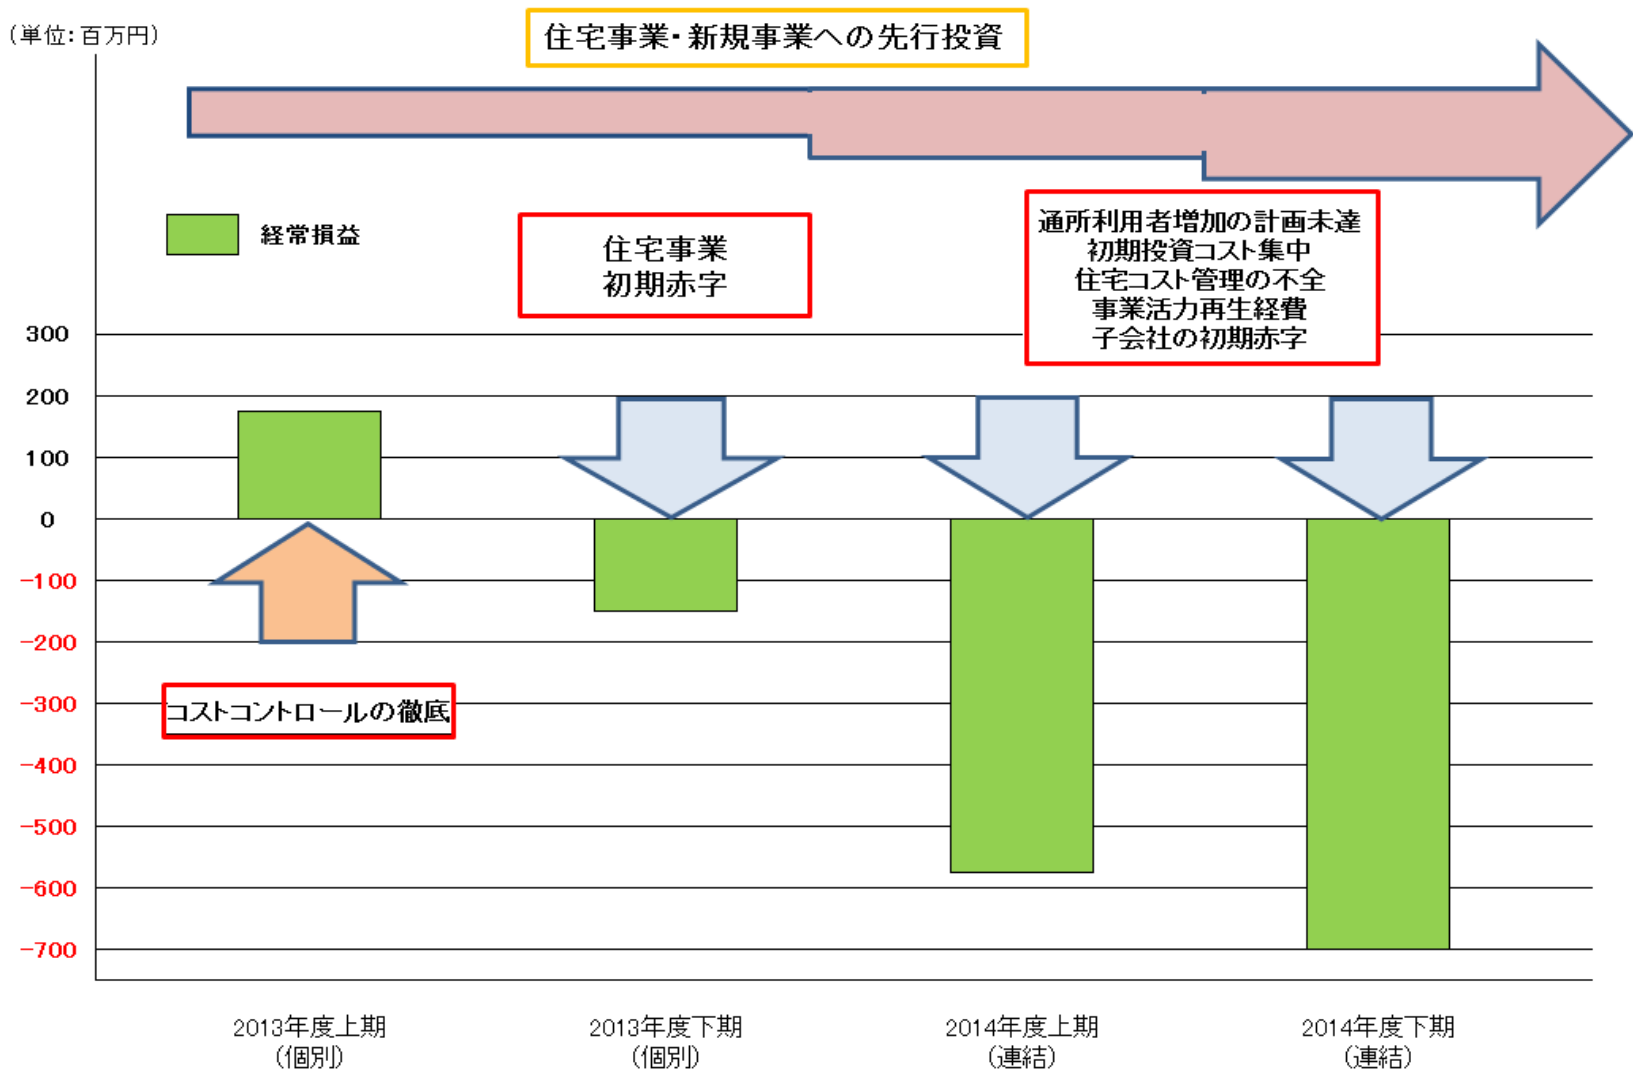 (単位:百万円)
住宅事業・新規事業への先行投資
経常損益
住宅事業
初期赤字
通所利用者増加の計画未達
初期投資コスト集中
住宅コスト管理の不全
事業活力再生経費
子会社の初期赤字
300
200
100
0
-100
-200
-300
-400
-500
-600
-700
コストコントロールの徹底
2013年度上期
(個別)
2013年度下期
(個別)
2014年度上期
(連結)
2014年度下期
(連結)